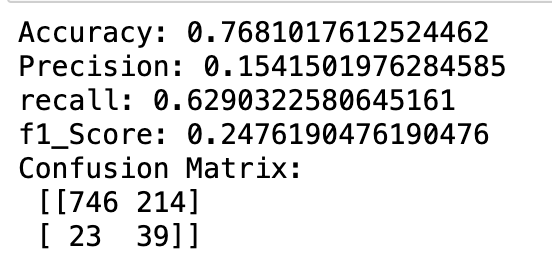 Accuracy: 0.7681017612524462
Precision: 0.1541501976284585
recall: 0.6290322580645161
f1_Score: 0.2476190476190476
Confusion Matrix:
[[746 214]
[ 23  39]]